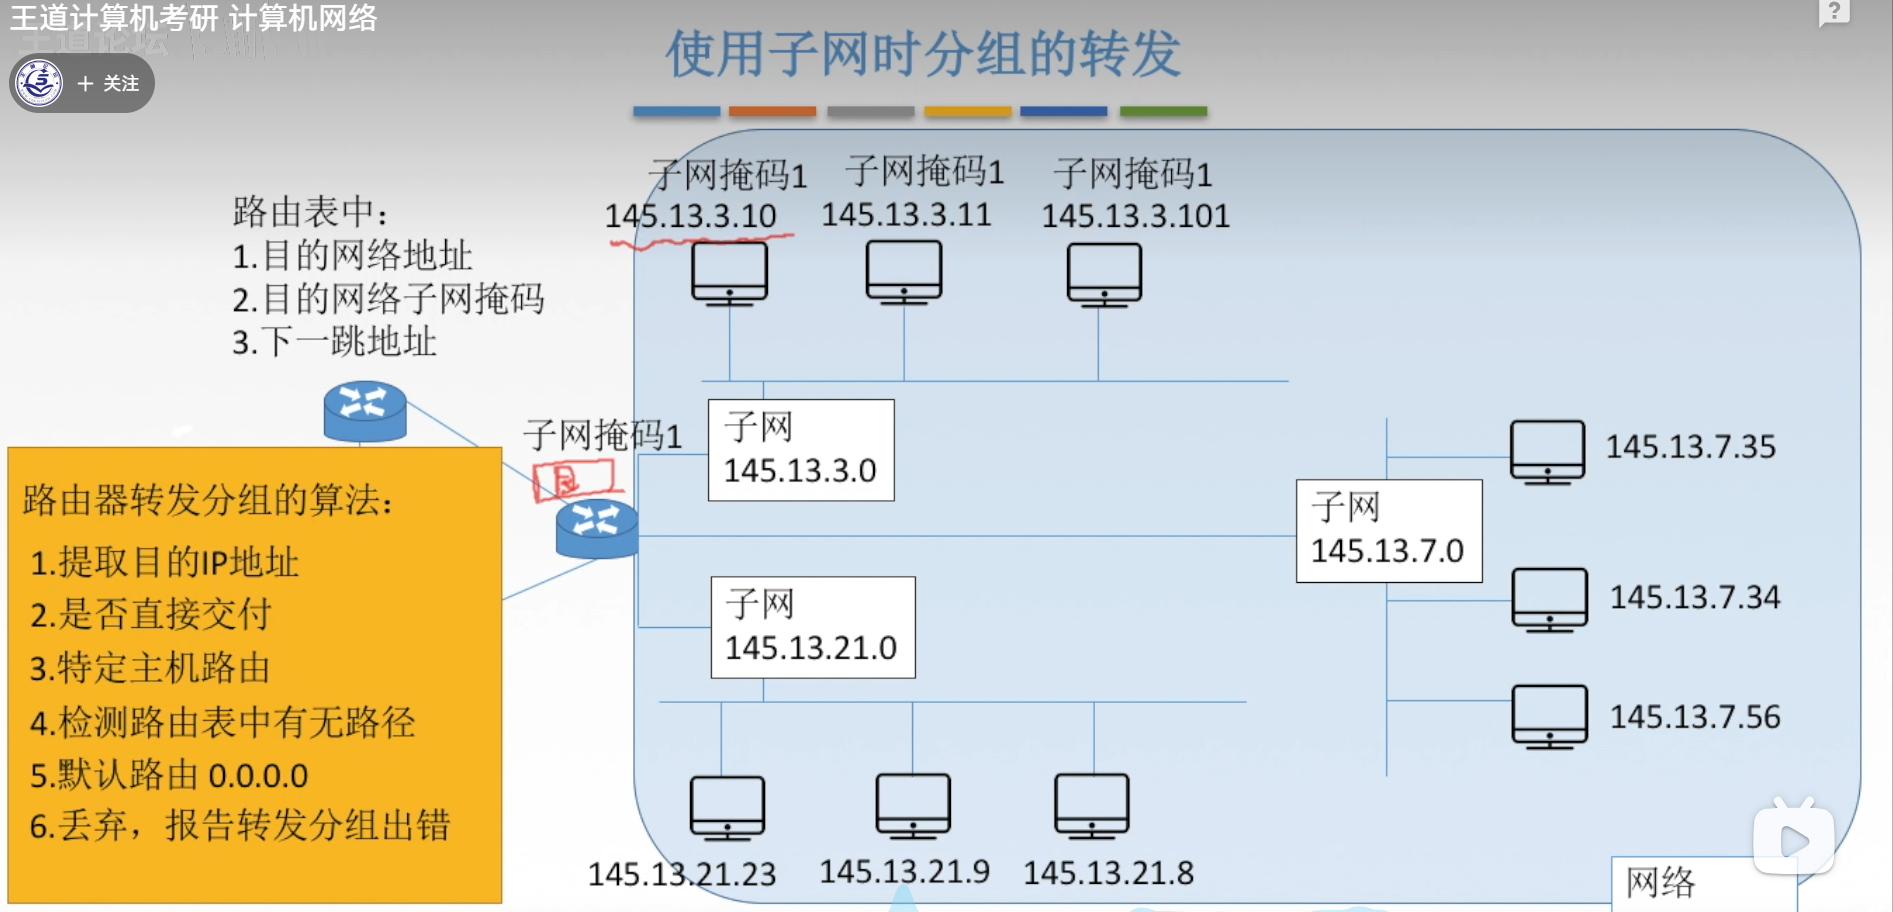 王道计算机考研 计算机网络
王道论坛
+ 关注
?
使用子网时分组的转发
路由表中：
1.目的网络地址
2.目的网络子网掩码
3.下一跳地址
子网掩码1
145.13.3.10
子网掩码1
145.13.3.11
子网掩码1
145.13.3.101
子网掩码1
子网
145.13.3.0
子网
145.13.7.0
145.13.7.35
145.13.7.34
145.13.7.56
子网
145.13.21.0
145.13.21.23
145.13.21.9
145.13.21.8
路由器转发分组的算法：
1.提取目的IP地址
2.是否直接交付
3.特定主机路由
4.检测路由表中有无路径
5.默认路由 0.0.0.0
6.丢弃，报告转发分组出错
网络